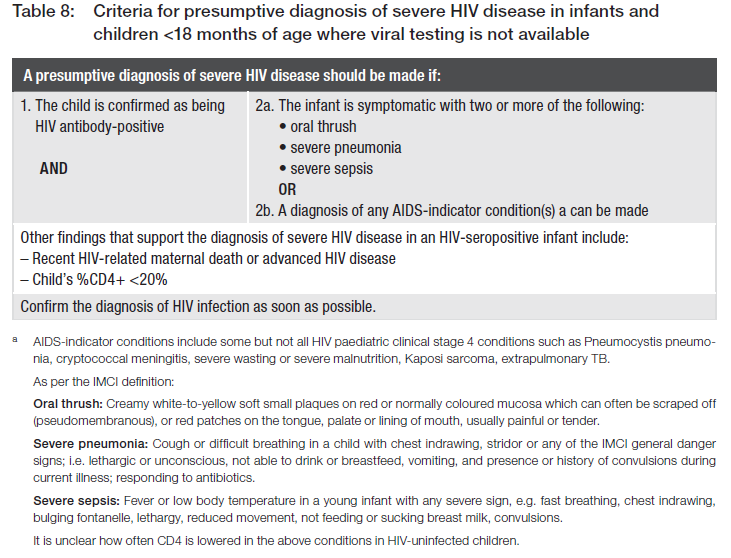 Table 8: Criteria for presumptive diagnosis of severe HIV disease in infants and
children <18 months of age where viral testing is not available
A presumptive diagnosis of severe HIV disease should be made if:
1. The child is confirmed as being
HIV antibody-positive
AND
2a. The infant is symptomatic with two or more of the following:
• oral thrush
• severe pneumonia
• severe sepsis
OR
2b. A diagnosis of any AIDS-indicator condition(s) a can be made
Other findings that support the diagnosis of severe HIV disease in an HIV-seropositive infant include:
– Recent HIV-related maternal death or advanced HIV disease
– Child's %CD4+ <20%
Confirm the diagnosis of HIV infection as soon as possible.
a AIDS-indicator conditions include some but not all HIV paediatric clinical stage 4 conditions such as Pneumocystis pneumo-
nia, cryptococcal meningitis, severe wasting or severe malnutrition, Kaposi sarcoma, extrapulmonary TB.
As per the IMCI definition:
Oral thrush: Creamy white-to-yellow soft small plaques on red or normally coloured mucosa which can often be scraped off
(pseudomembranous), or red patches on the tongue, palate or lining of mouth, usually painful or tender.
Severe pneumonia: Cough or difficult breathing in a child with chest indrawing, stridor or any of the IMCI general danger
signs; i.e. lethargic or unconscious, not able to drink or breastfeed, vomiting, and presence or history of convulsions during
current illness; responding to antibiotics.
Severe sepsis: Fever or low body temperature in a young infant with any severe sign, e.g. fast breathing, chest indrawing,
bulging fontanelle, lethargy, reduced movement, not feeding or sucking breast milk, convulsions.
It is unclear how often CD4 is lowered in the above conditions in HIV-uninfected children.